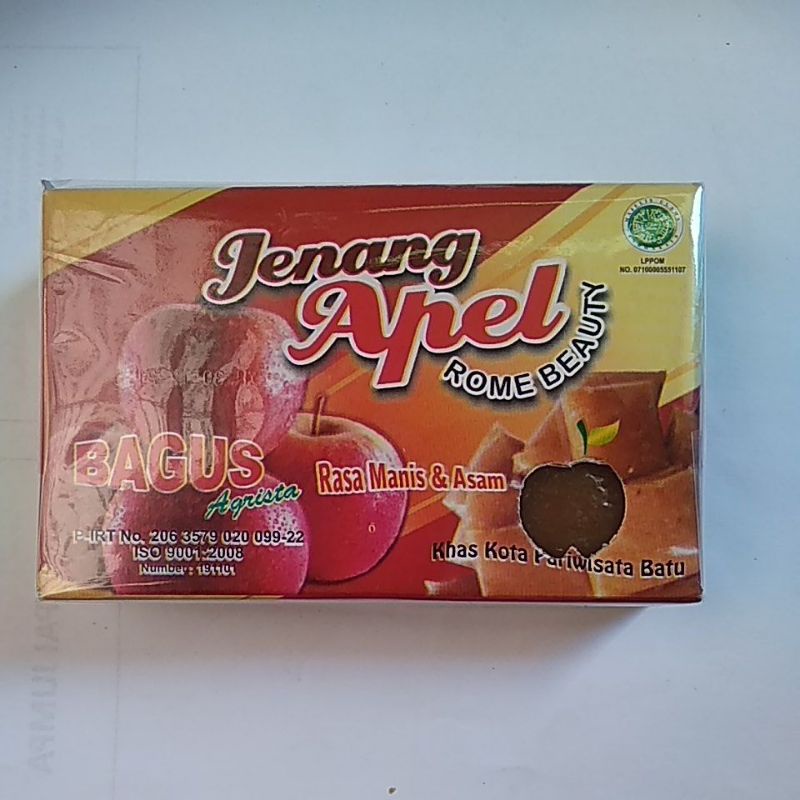 Jenang
Apel
ROME BEAUTY
LPPOM
NO. 07100005551107
BAGUS
Agrista
Rasa Manis & Asam
P-IRT No. 206 3579 020 099-22
ISO 9001:2008
Number : 191101
Khas Kota Pariwisata Batu